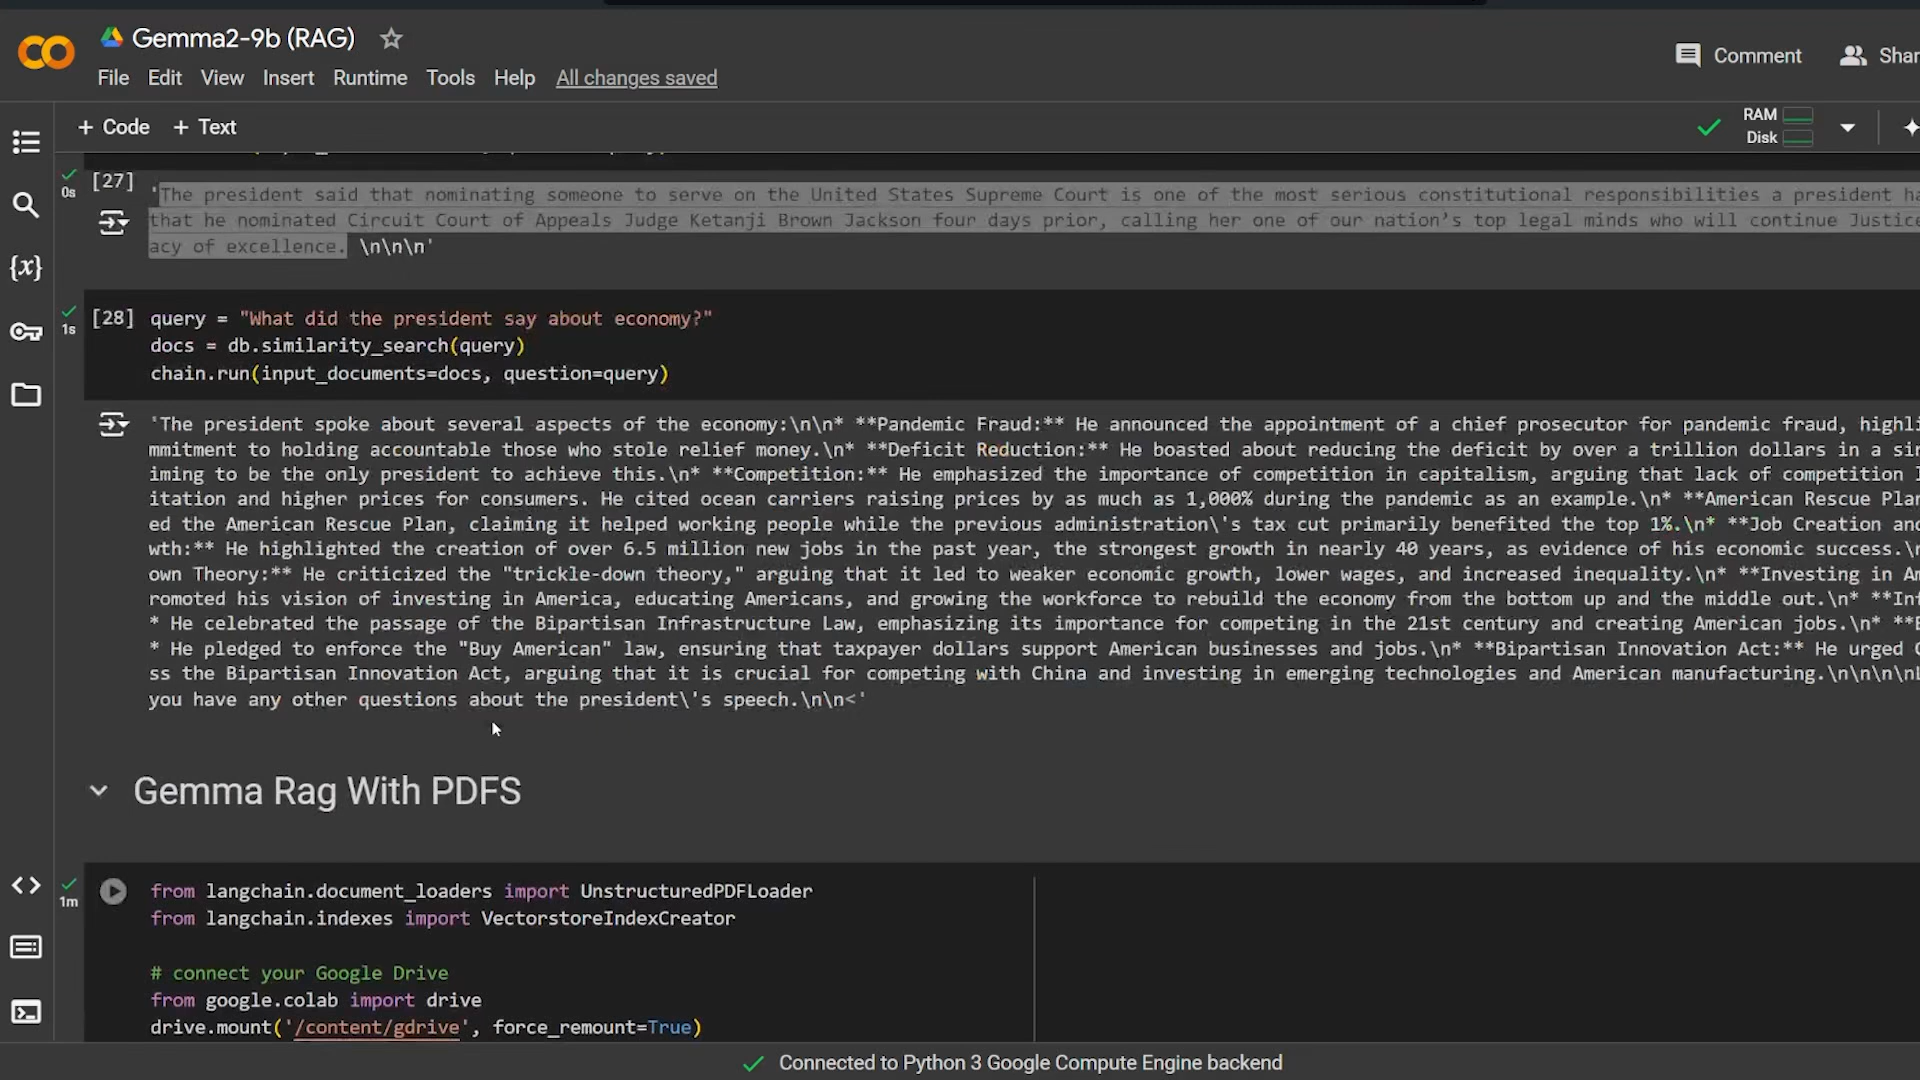 Gemma2-9b (RAG)
File Edit View Insert Runtime Tools Help All changes saved
Comment
+ Code + Text
RAM
Disk
0s
[27]
'The president said that nominating someone to serve on the United States Supreme Court is one of the most serious constitutional responsibilities a president ha
that he nominated Circuit Court of Appeals Judge Ketanji Brown Jackson four days prior, calling her one of our nation’s top legal minds who will continue Justice
acy of excellence. \n\n\n'
1s
[28] query = "What did the president say about economy?"
docs = db.similarity_search(query)
chain.run(input_documents=docs, question=query)
'The president spoke about several aspects of the economy:\n\n* **Pandemic Fraud:** He announced the appointment of a chief prosecutor for pandemic fraud, highli
mmitment to holding accountable those who stole relief money.\n* **Deficit Reduction:** He boasted about reducing the deficit by over a trillion dollars in a sin
iming to be the only president to achieve this.\n* **Competition:** He emphasized the importance of competition in capitalism, arguing that lack of competition l
itation and higher prices for consumers. He cited ocean carriers raising prices by as much as 1,000% during the pandemic as an example.\n* **American Rescue Plan
ed the American Rescue Plan, claiming it helped working people while the previous administration\'s tax cut primarily benefited the top 1%.\n* **Job Creation and
wth:** He highlighted the creation of over 6.5 million new jobs in the past year, the strongest growth in nearly 40 years, as evidence of his economic success.\n
own Theory:** He criticized the "trickle-down theory," arguing that it led to weaker economic growth, lower wages, and increased inequality.\n* **Investing in Am
romoted his vision of investing in America, educating Americans, and growing the workforce to rebuild the economy from the bottom up and the middle out.\n* **Inf
* He celebrated the passage of the Bipartisan Infrastructure Law, emphasizing its importance for competing in the 21st century and creating American jobs.\n* **B
* He pledged to enforce the "Buy American" law, ensuring that taxpayer dollars support American businesses and jobs.\n* **Bipartisan Innovation Act:** He urged C
ss the Bipartisan Innovation Act, arguing that it is crucial for competing with China and investing in emerging technologies and American manufacturing.\n\n\n\nL
you have any other questions about the president\'s speech.\n\n<'
Gemma Rag With PDFS
1m
from langchain.document_loaders import UnstructuredPDFLoader
from langchain.indexes import VectorstoreIndexCreator
# connect your Google Drive
from google.colab import drive
drive.mount('/content/gdrive', force_remount=True)
Connected to Python 3 Google Compute Engine backend